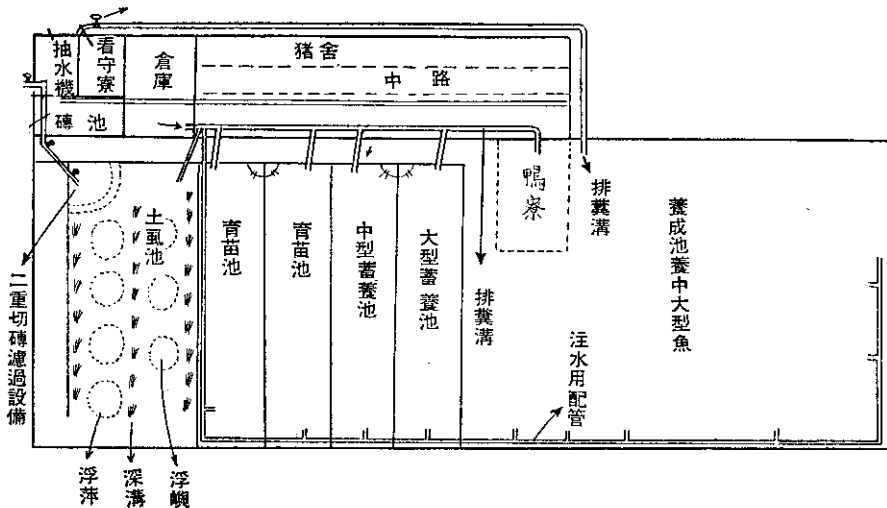 抽水機
看守寮
倉庫
猪舍
中路
磚池
鴨寮
排糞溝
養成池養中大型魚
土虱池
育苗池
育苗池
中型蓄養池
大型蓄養池
排糞溝
注水用配管
二重切磚濾過設備
浮萍
深溝
浮嶼